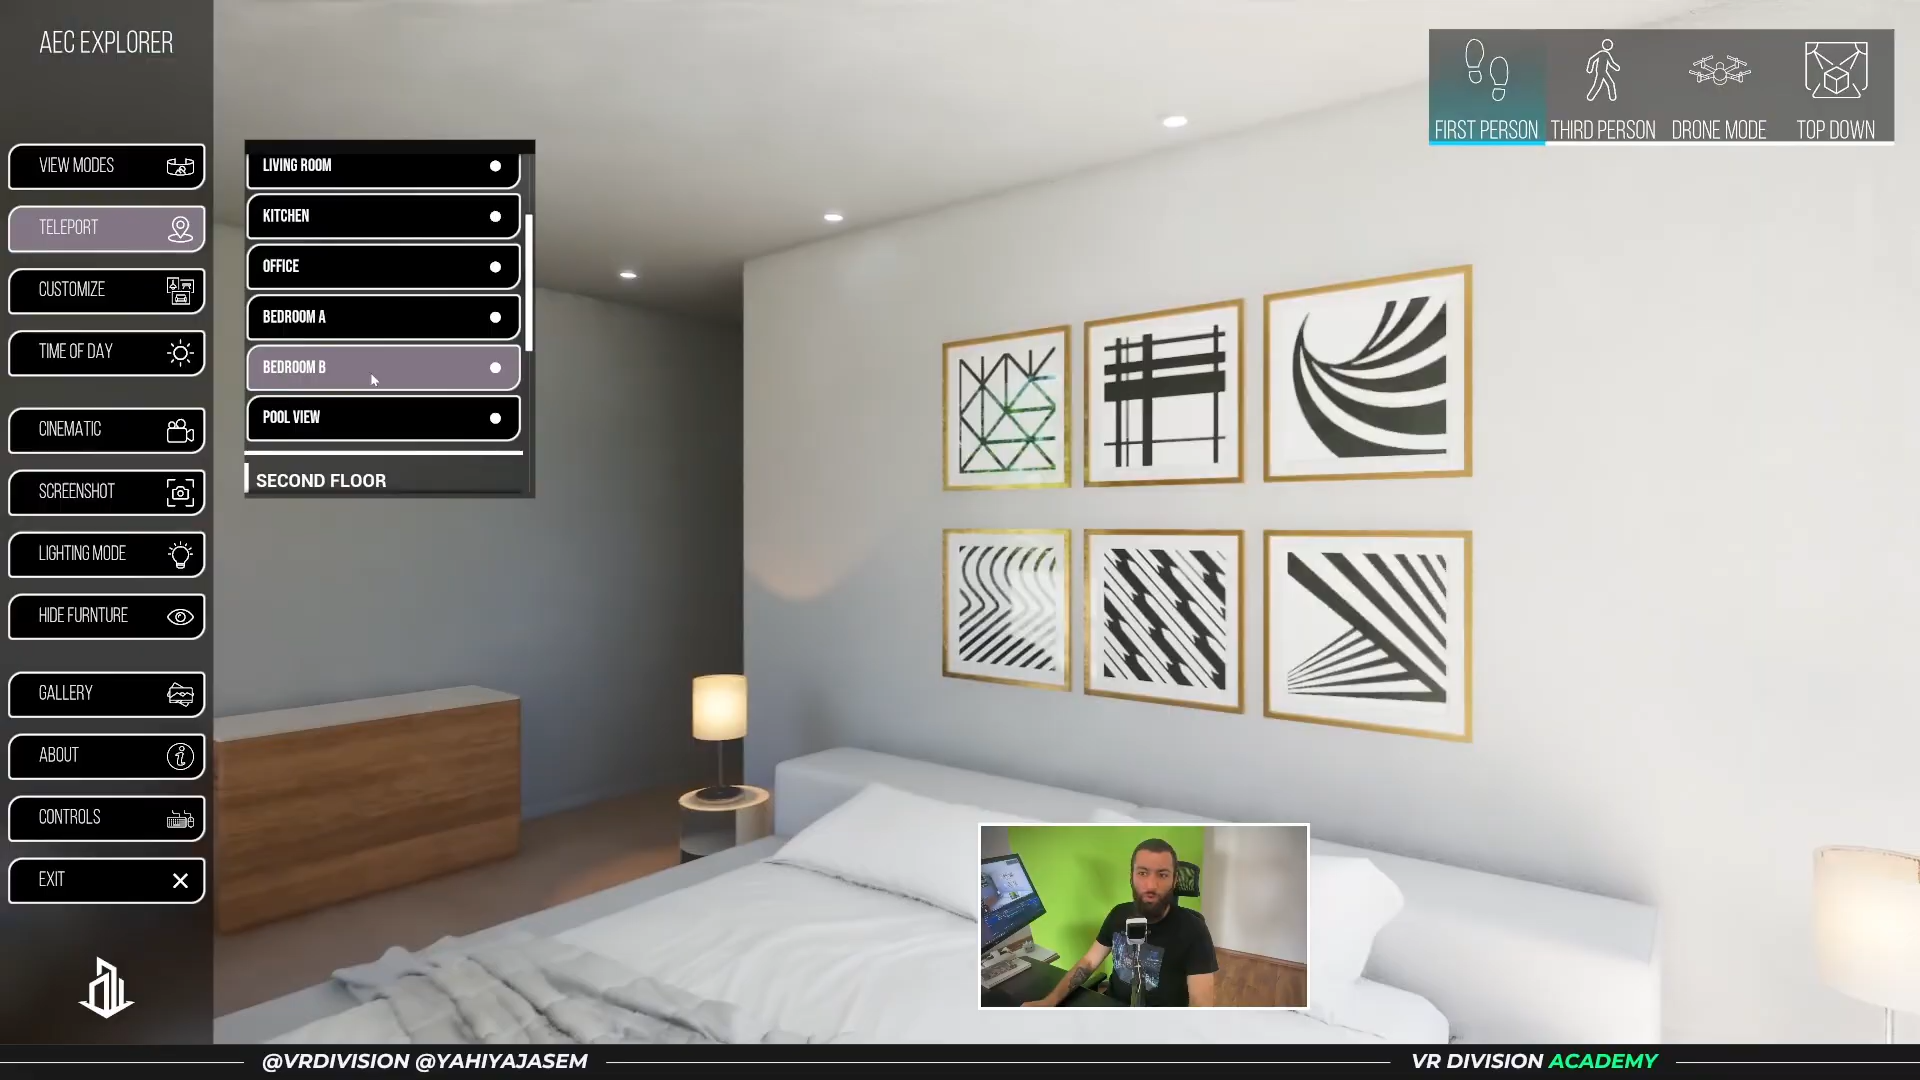 AEC EXPLORER
VIEW MODES
TELEPORT
CUSTOMIZE
TIME OF DAY
CINEMATIC
SCREENSHOT
LIGHTING MODE
HIDE FURNTURE
GALLERY
ABOUT
CONTROLS
EXIT
LIVING ROOM
KITCHEN
OFFICE
BEDROOM A
BEDROOM B
POOL VIEW
SECOND FLOOR
FIRST PERSON
THIRD PERSON
DRONE MODE
TOP DOWN
@VRDIVISION @YAHIYAJASEM
VR DIVISION ACADEMY